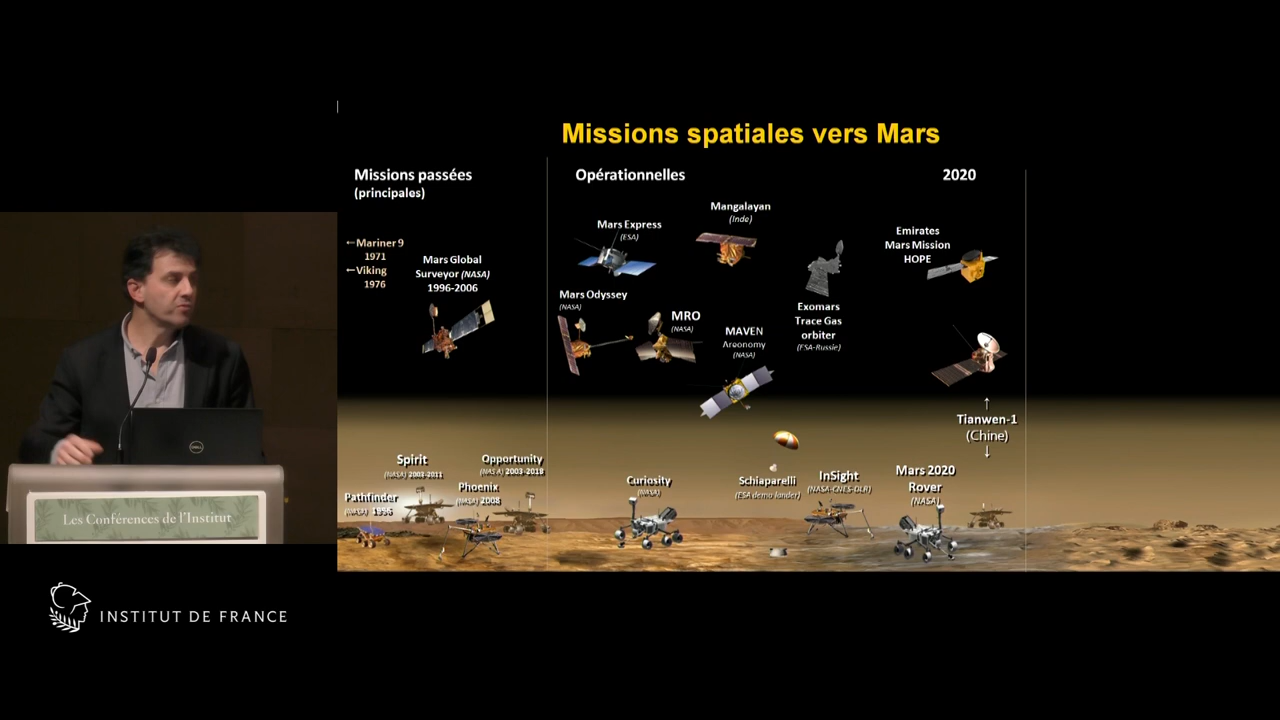 Missions spatiales vers Mars
Missions passées
(principales)
Opérationnelles
2020
←Mariner 9
1971
←Viking
1976
Mars Global
Surveyor (NASA)
1996-2006
Mars Express
(ESA)
Mangalayan
(Inde)
Mars Odyssey
(NASA)
MRO
(NASA)
MAVEN
Areonomy
(NASA)
Exomars
Trace Gas
orbiter
(ESA-Russie)
Emirates
Mars Mission
HOPE
↑
Tianwen-1
(Chine)
↓
Spirit
(NASA) 2003-2011
Opportunity
(NASA) 2003-2018
Pathfinder
(NASA) 1996
Phoenix
(NASA) 2008
Curiosity
(NASA)
Schiaparelli
(ESA demo lander)
InSight
(NASA-CNES-DLR)
Mars 2020
Rover
(NASA)
DELL
Les Conférences de l'Institut
INSTITUT DE FRANCE